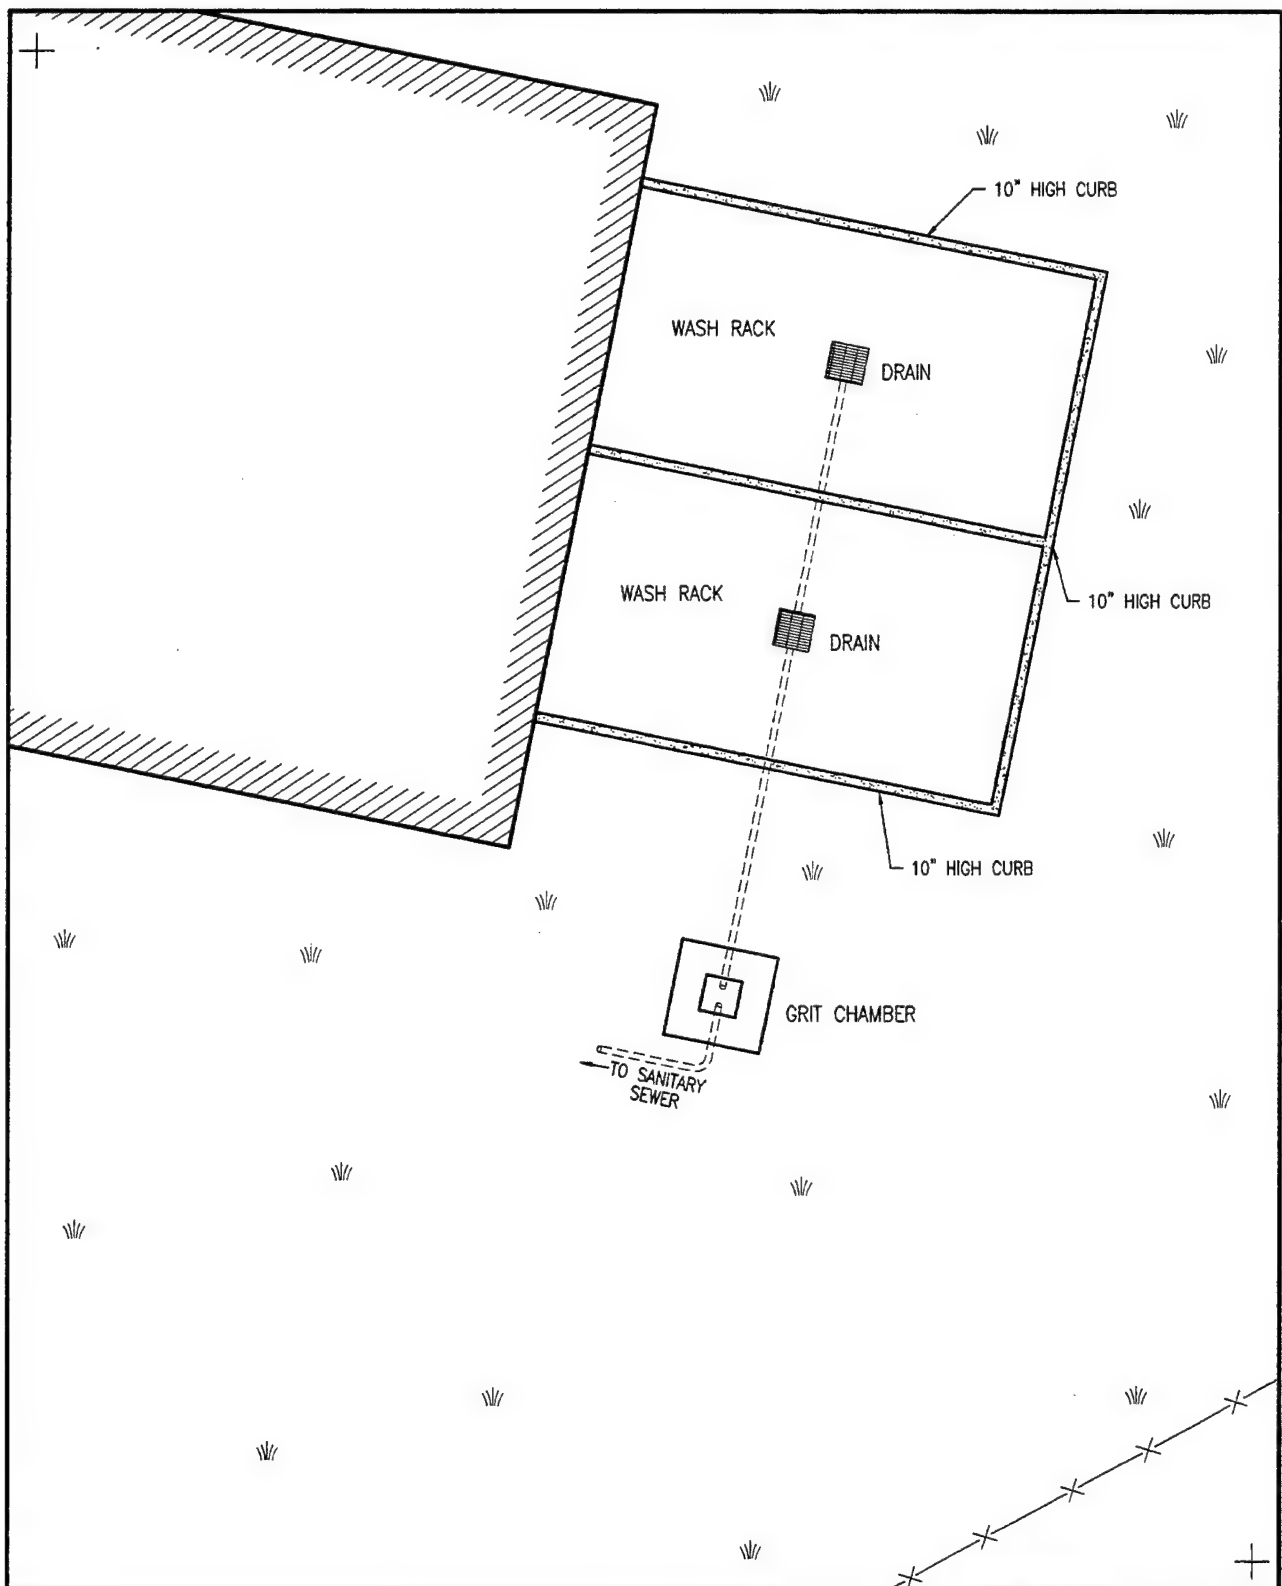 10" HIGH CURB
WASH RACK
DRAIN
WASH RACK
10" HIGH CURB
DRAIN
10" HIGH CURB
GRIT CHAMBER
TO SANITARY
SEWER